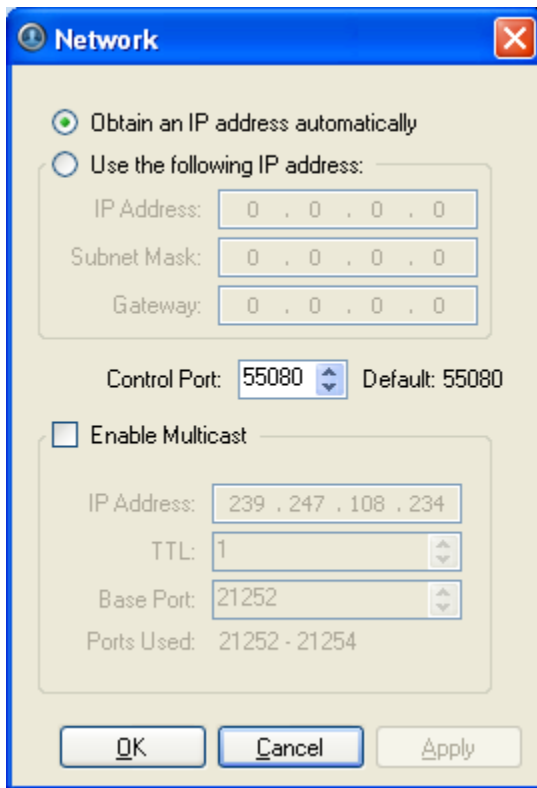 Network
Obtain an IP address automatically
Use the following IP address:
IP Address: 0 . 0 . 0 . 0
Subnet Mask: 0 . 0 . 0 . 0
Gateway: 0 . 0 . 0 . 0
Control Port: 55080 Default: 55080
Enable Multicast
IP Address: 239 . 247 . 108 . 234
TTL: 1
Base Port: 21252
Ports Used: 21252 - 21254
OK Cancel Apply